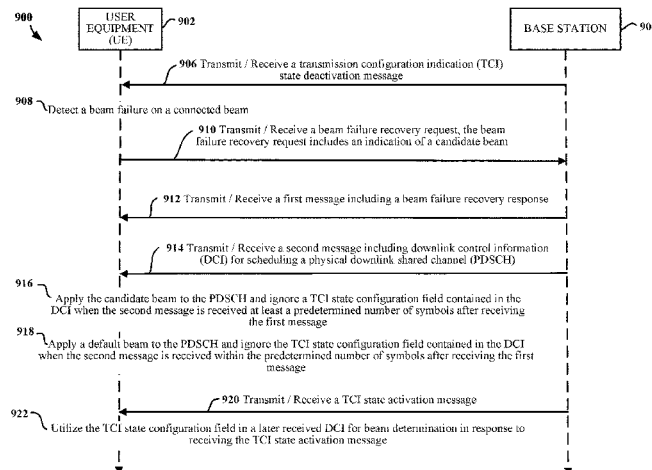 900
USER
EQUIPMENT
(UE)
902
BASE STATION
90
906 Transmit / Receive a transmission configuration indication (TCI)
state deactivation message
908
Detect a beam failure on a connected beam
910 Transmit / Receive a beam failure recovery request, the beam
failure recovery request includes an indication of a candidate beam
912 Transmit / Receive a first message including a beam failure recovery response
914 Transmit / Receive a second message including downlink control information
(DCI) for scheduling a physical downlink shared channel (PDSCH)
916
Apply the candidate beam to the PDSCH and ignore a TCI state configuration field contained in the
DCI when the second message is received at least a predetermined number of symbols after receiving
the first message
918
Apply a default beam to the PDSCH and ignore the TCI state configuration field contained in the DCI
when the second message is received within the predetermined number of symbols after receiving the first
message
920 Transmit / Receive a TCI state activation message
922
Utilize the TCI state configuration field in a later received DCI for beam determination in response to
receiving the TCI state activation message